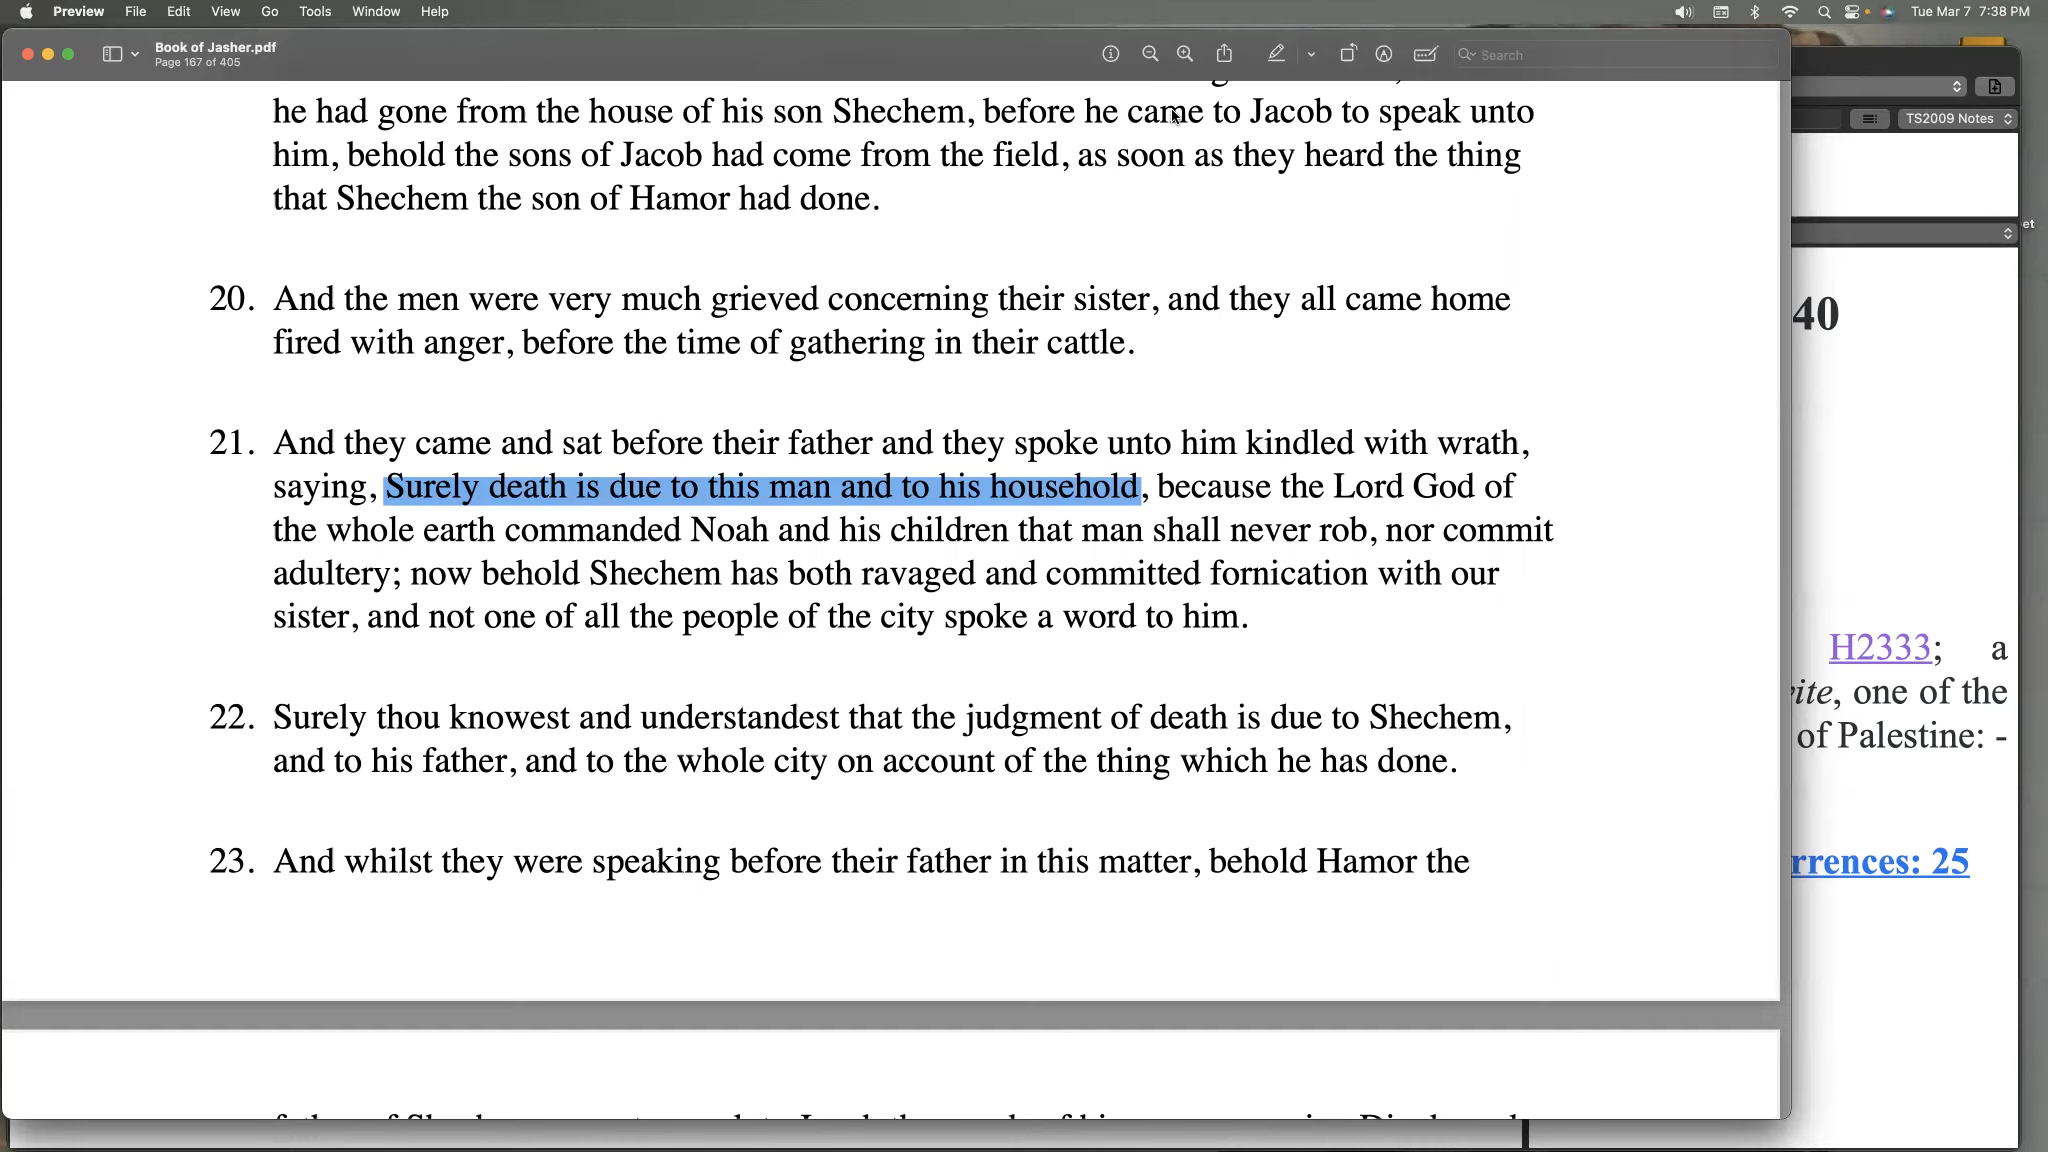 Preview File Edit View Go Tools Window Help
Tue Mar 7 7:38 PM
Book of Jasher.pdf
Page 167 of 405
Search
TS2009 Notes
et
he had gone from the house of his son Shechem, before he came to Jacob to speak unto
him, behold the sons of Jacob had come from the field, as soon as they heard the thing
that Shechem the son of Hamor had done.
20. And the men were very much grieved concerning their sister, and they all came home
fired with anger, before the time of gathering in their cattle.
21. And they came and sat before their father and they spoke unto him kindled with wrath,
saying, Surely death is due to this man and to his household, because the Lord God of
the whole earth commanded Noah and his children that man shall never rob, nor commit
adultery; now behold Shechem has both ravaged and committed fornication with our
sister, and not one of all the people of the city spoke a word to him.
22. Surely thou knowest and understandest that the judgment of death is due to Shechem,
and to his father, and to the whole city on account of the thing which he has done.
23. And whilst they were speaking before their father in this matter, behold Hamor the
40
H2333; a
ite, one of the
of Palestine: -
rrences: 25